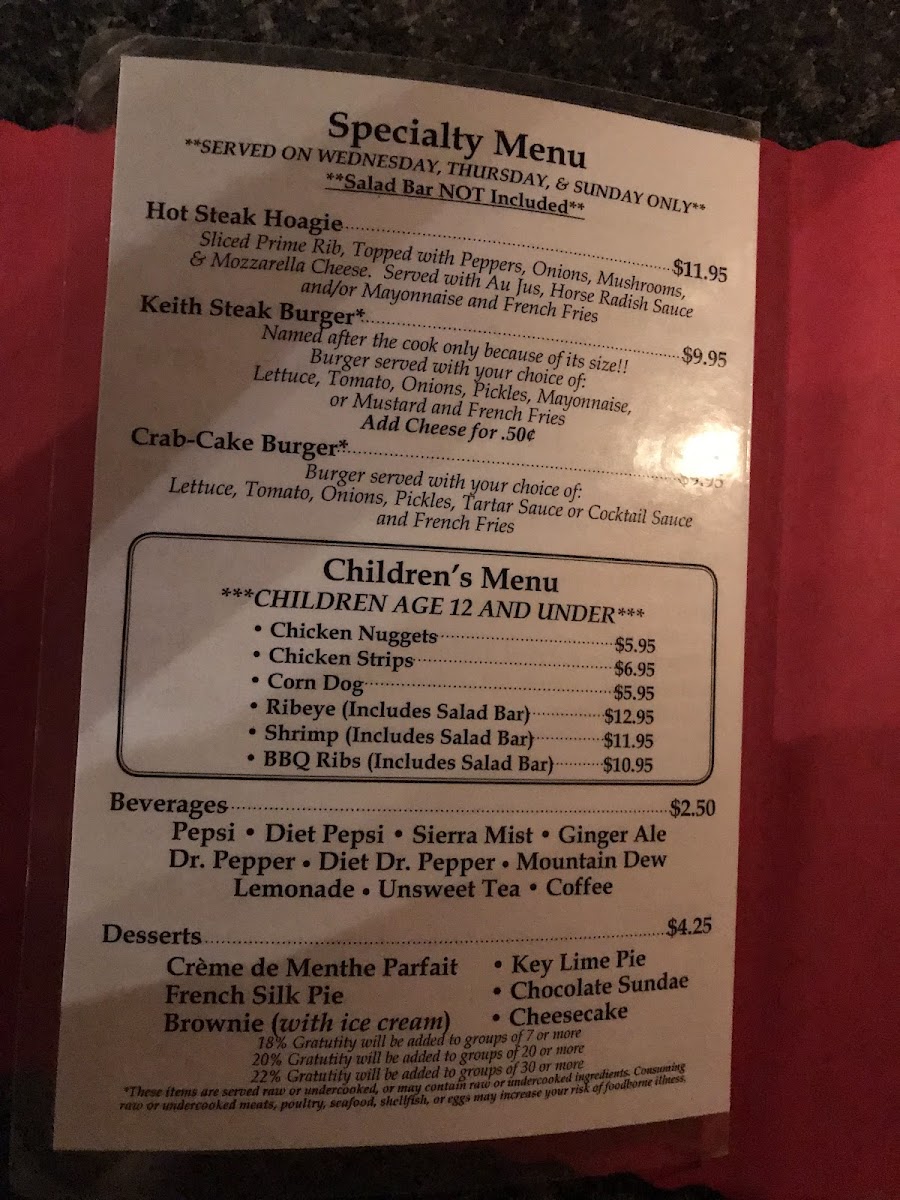 Specialty Menu
**SERVED ON WEDNESDAY, THURSDAY, & SUNDAY ONLY**
**Salad Bar NOT Included**
Hot Steak Hoagie $11.95
Sliced Prime Rib, Topped with Peppers, Onions, Mushrooms,
& Mozzarella Cheese. Served with Au Jus, Horse Radish Sauce
and/or Mayonnaise and French Fries
Keith Steak Burger* $9.95
Named after the cook only because of its size!!
Burger served with your choice of:
Lettuce, Tomato, Onions, Pickles, Mayonnaise,
or Mustard and French Fries
Add Cheese for .50¢
Crab-Cake Burger*
Burger served with your choice of:
Lettuce, Tomato, Onions, Pickles, Tartar Sauce or Cocktail Sauce
and French Fries
Children's Menu
***CHILDREN AGE 12 AND UNDER***
• Chicken Nuggets $5.95
• Chicken Strips $6.95
• Corn Dog $5.95
• Ribeye (Includes Salad Bar) $12.95
• Shrimp (Includes Salad Bar) $11.95
• BBQ Ribs (Includes Salad Bar) $10.95
Beverages $2.50
Pepsi • Diet Pepsi • Sierra Mist • Ginger Ale
Dr. Pepper • Diet Dr. Pepper • Mountain Dew
Lemonade • Unsweet Tea • Coffee
Desserts $4.25
Crème de Menthe Parfait • Key Lime Pie
French Silk Pie • Chocolate Sundae
Brownie (with ice cream) • Cheesecake
18% Gratutity will be added to groups of 7 or more
20% Gratutity will be added to groups of 20 or more
22% Gratutity will be added to groups of 30 or more
*These items are served raw or undercooked, or may contain raw or undercooked ingredients. Consuming
raw or undercooked meats, poultry, seafood, shellfish, or eggs may increase your risk of foodborne illness.